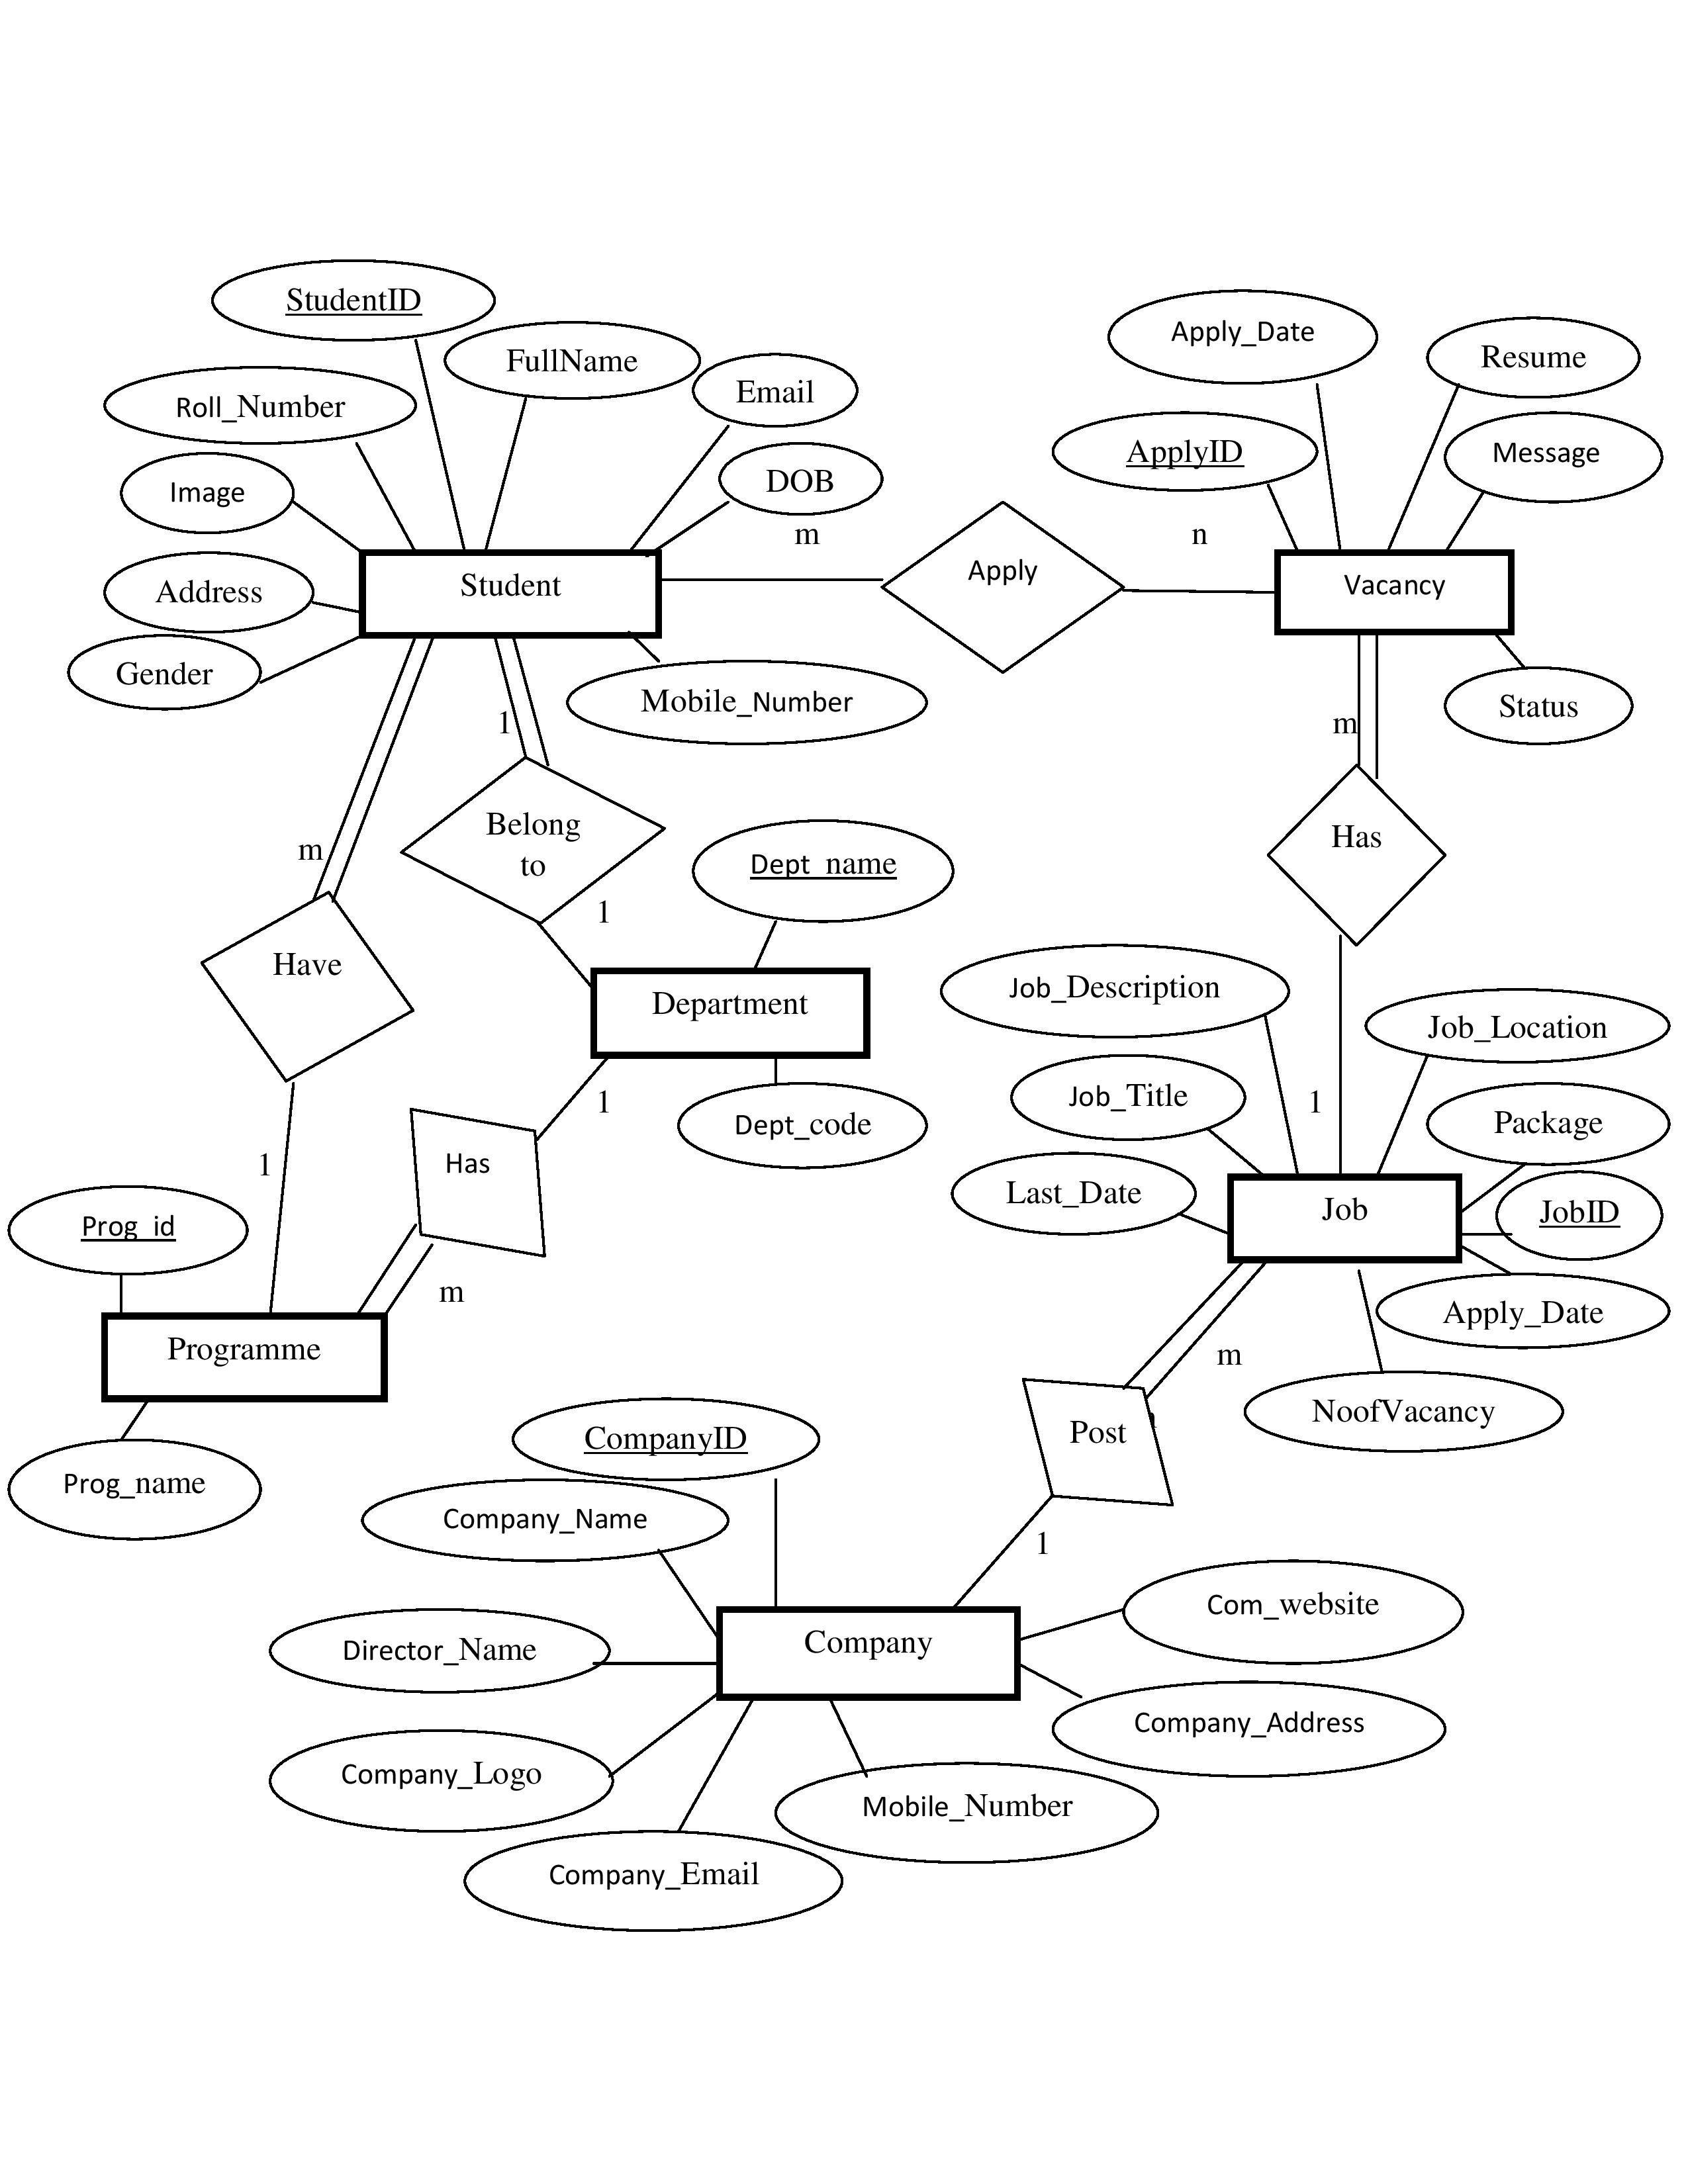 StudentID
FullName
Email
Roll_Number
DOB
Image
Address
Gender
Student
Mobile_Number
m
Apply
n
Apply_Date
Resume
ApplyID
Message
Vacancy
Status
m
1
m
Has
Belong
to
1
Have
Dept_name
Department
Dept_code
1
Has
1
m
Prog_id
Programme
Prog_name
Job_Description
Job_Location
Job_Title
1
Package
Last_Date
Job
JobID
Apply_Date
m
NoofVacancy
Post
1
CompanyID
Company_Name
Com_website
Director_Name
Company
Company_Address
Company_Logo
Mobile_Number
Company_Email